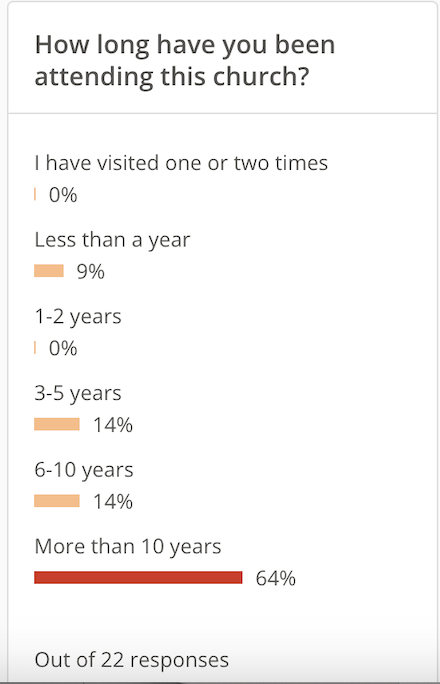 How long have you been
attending this church?
I have visited one or two times
0%
Less than a year
9%
1-2 years
0%
3-5 years
14%
6-10 years
14%
More than 10 years
64%
Out of 22 responses